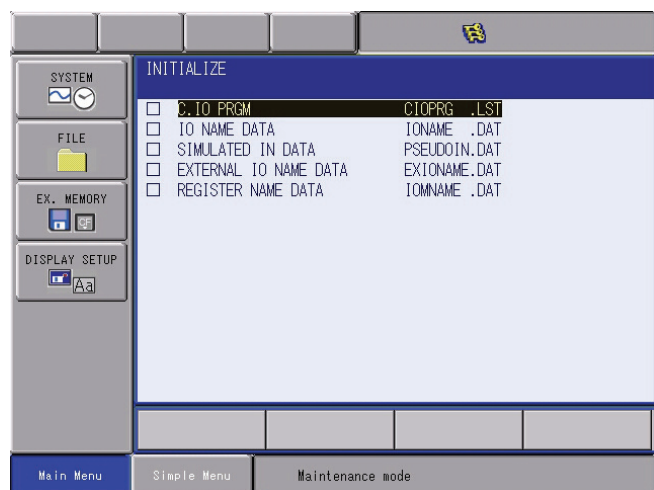 SYSTEM
FILE
EX. MEMORY
CF
DISPLAY SETUP
Aa
INITIALIZE
C.IO PRGM CIOPRG .LST
IO NAME DATA IONAME .DAT
SIMULATED IN DATA PSEUDOIN.DAT
EXTERNAL IO NAME DATA EXIONAME.DAT
REGISTER NAME DATA IOMNAME .DAT
Main Menu Simple Menu Maintenance mode